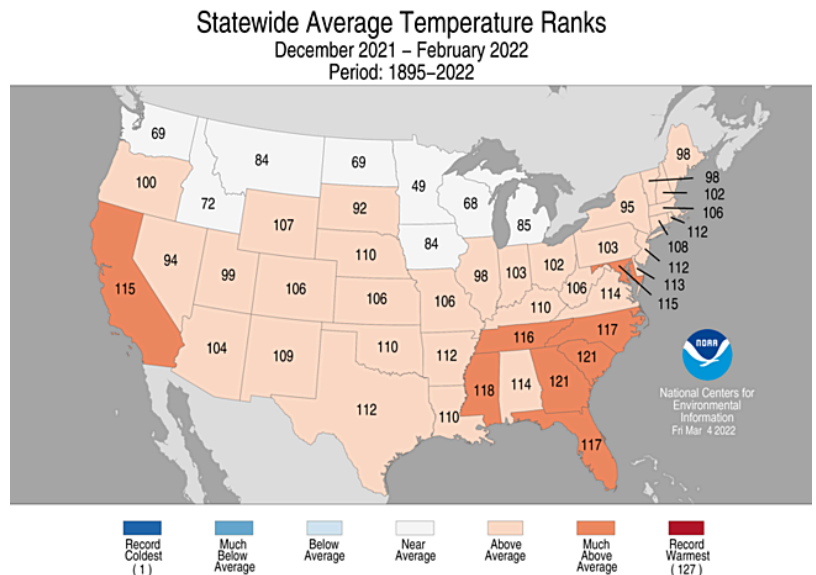 Statewide Average Temperature Ranks
December 2021 – February 2022
Period: 1895–2022
69
84
69
49
68
85
98
98
102
106
112
108
112
113
115
100
72
107
92
84
95
103
94
99
106
110
106
106
98
103
102
106
110
114
115
104
109
110
112
116
117
121
121
118
114
112
110
117
NOAA
National Centers for
Environmental
Information
Fri Mar 4 2022
Record
Coldest
(1)
Much
Below
Average
Below
Average
Near
Average
Above
Average
Much
Above
Average
Record
Warmest
(127)